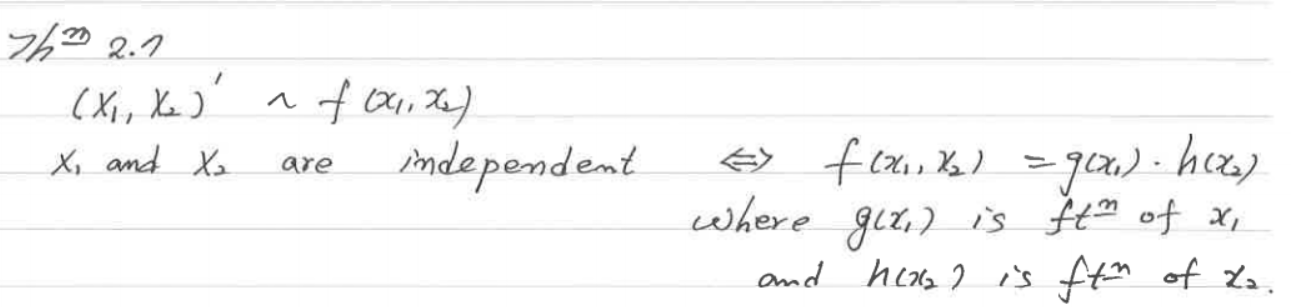 Thm 2.1
(X₁, X₂)' ~ f(x₁, x₂)
X₁ and X₂ are independent ⇔ f(x₁, x₂) = g(x₁) · h(x₂)
where g(x₁) is ftn of x₁
and h(x₂) is ftn of x₂.